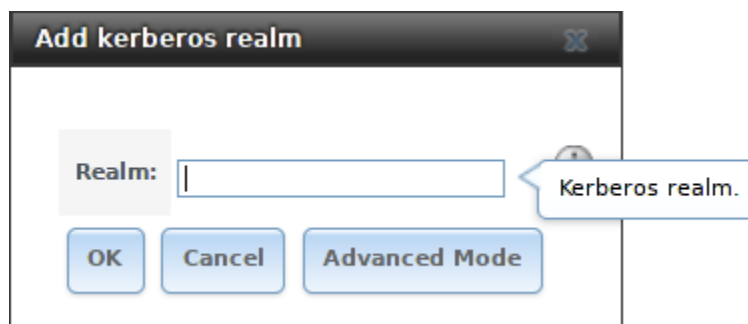 Add kerberos realm
Realm:
Kerberos realm.
OK Cancel Advanced Mode